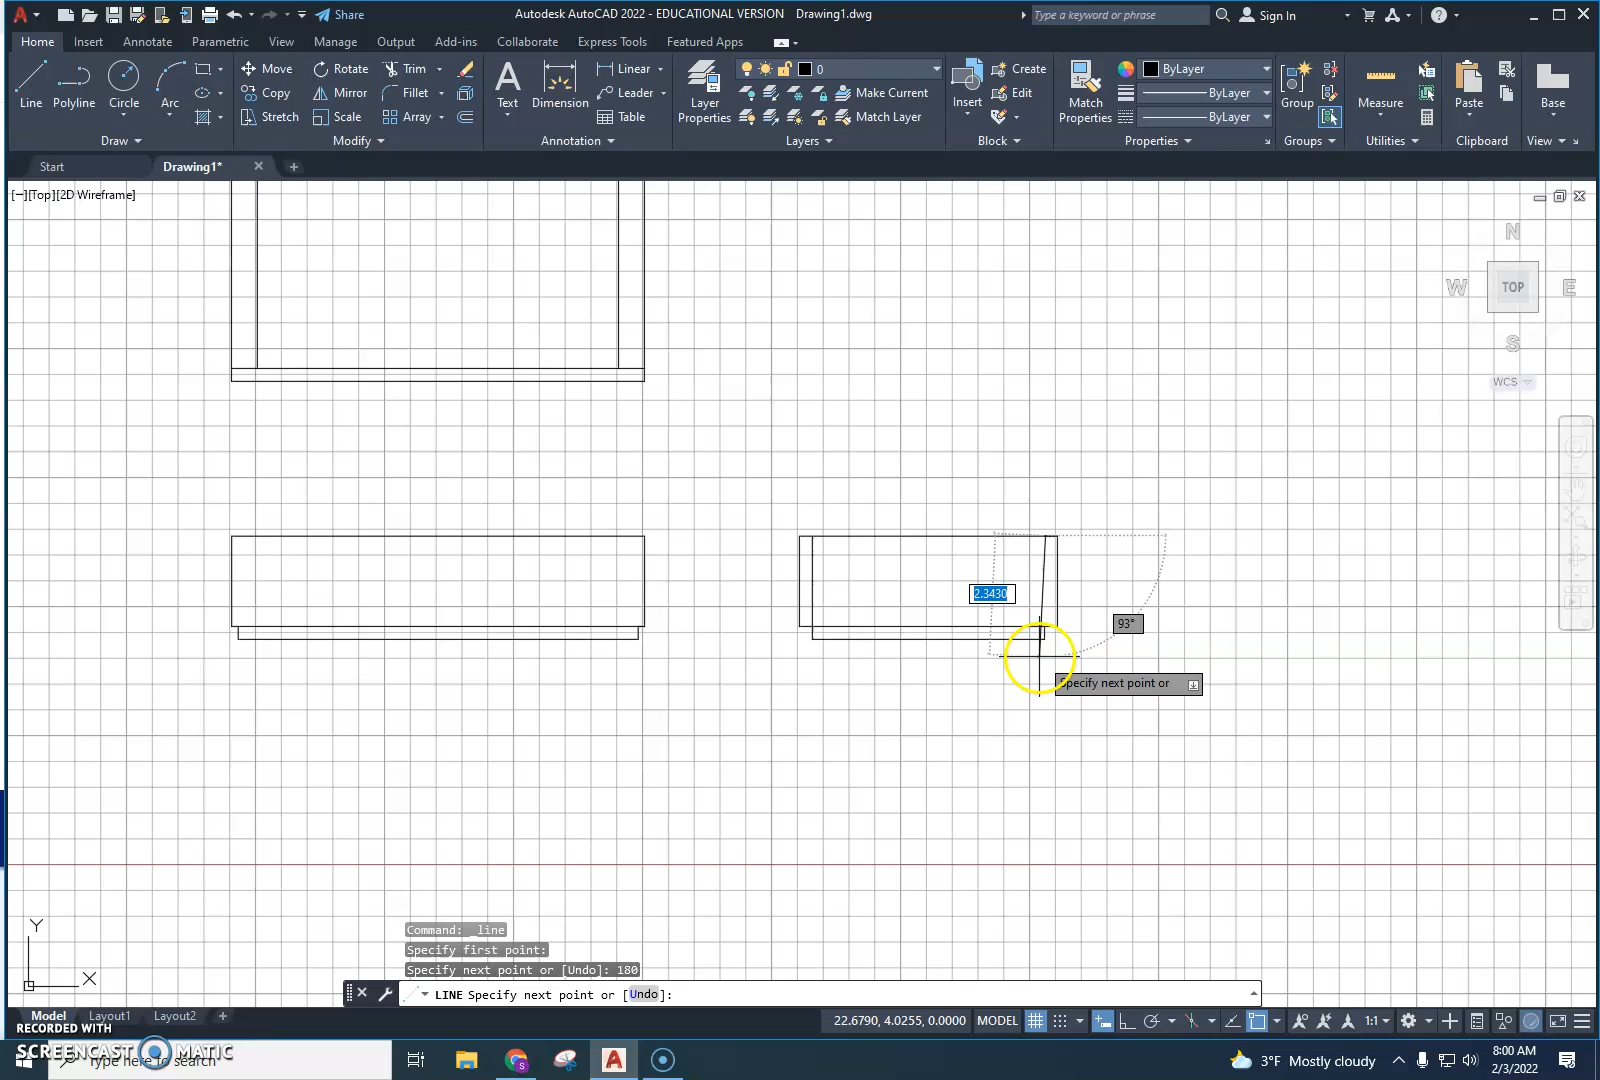 Share
Autodesk AutoCAD 2022 - EDUCATIONAL VERSION Drawing1.dwg
Type a keyword or phrase
Sign In
Home Insert Annotate Parametric View Manage Output Add-ins Collaborate Express Tools Featured Apps
Line Polyline Circle Arc
Move Rotate Trim
Copy Mirror Fillet
Stretch Scale Array
Text Dimension
Linear
Leader
Table
Layer Properties
0
Make Current
Match Layer
Insert
Create
Edit
Match Properties
ByLayer
ByLayer
ByLayer
Group
Measure
Paste
Base
Draw Modify Annotation Layers Block Properties Groups Utilities Clipboard View
Start Drawing1*
[−][Top][2D Wireframe]
N
W TOP E
S
WCS
2.3430
93°
Specify next point or
Y
X
Command: _line
Specify first point:
Specify next point or [Undo]: 180
LINE Specify next point or [Undo]:
Model Layout1 Layout2
22.6790, 4.0255, 0.0000 MODEL
1:1
RECORDED WITH
SCREENCAST MATIC
Type here to search
3°F Mostly cloudy
8:00 AM
2/3/2022